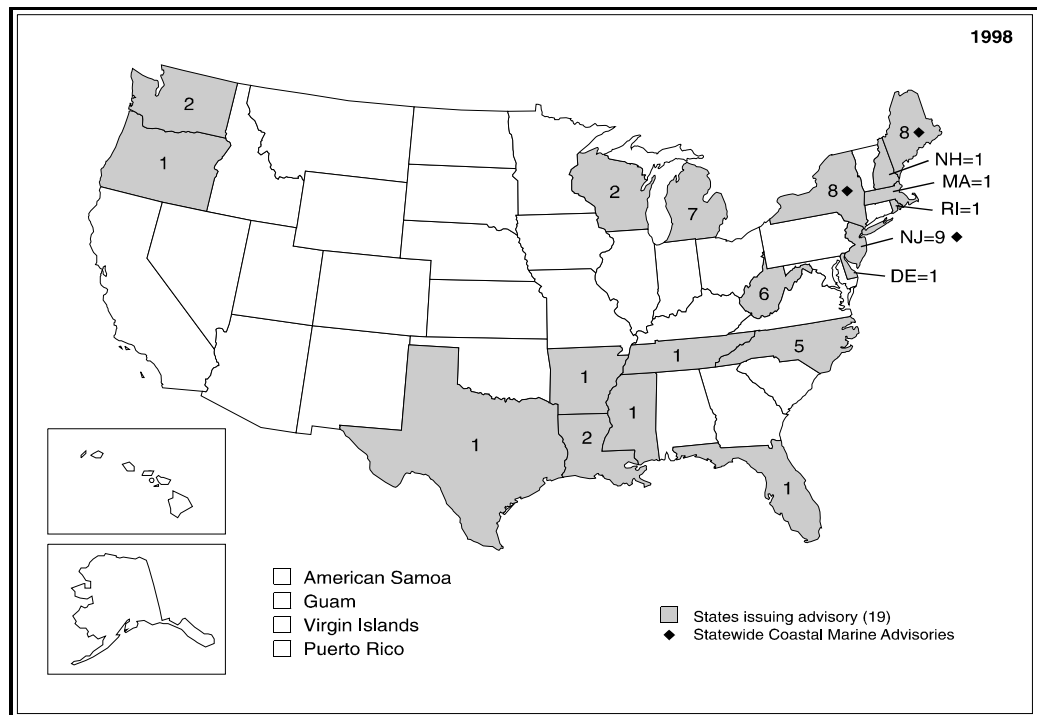 1998
2
8 ◆
1
NH=1
2
8 ◆
MA=1
7
RI=1
NJ=9 ◆
DE=1
6
5
1
1
1
2
1
1
American Samoa
Guam
Virgin Islands
Puerto Rico
States issuing advisory (19)
◆ Statewide Coastal Marine Advisories